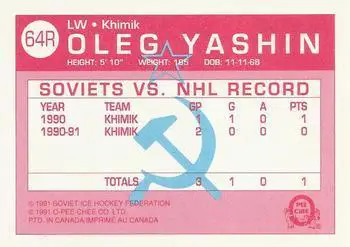 64R
LW • Khimik
OLEG YASHIN
HEIGHT: 5' 10" WEIGHT: 185 DOB: 11-11-68
SOVIETS VS. NHL RECORD
YEAR TEAM GP G A PTS
1990 KHIMIK 1 1 0 1
1990-91 KHIMIK 2 0 0 0
TOTALS 3 1 0 1
© 1991 SOVIET ICE HOCKEY FEDERATION
© 1991 O-PEE-CHEE CO. LTD.
PTD. IN CANADA/IMPRIMÉ AU CANADA
O PEE CHEE